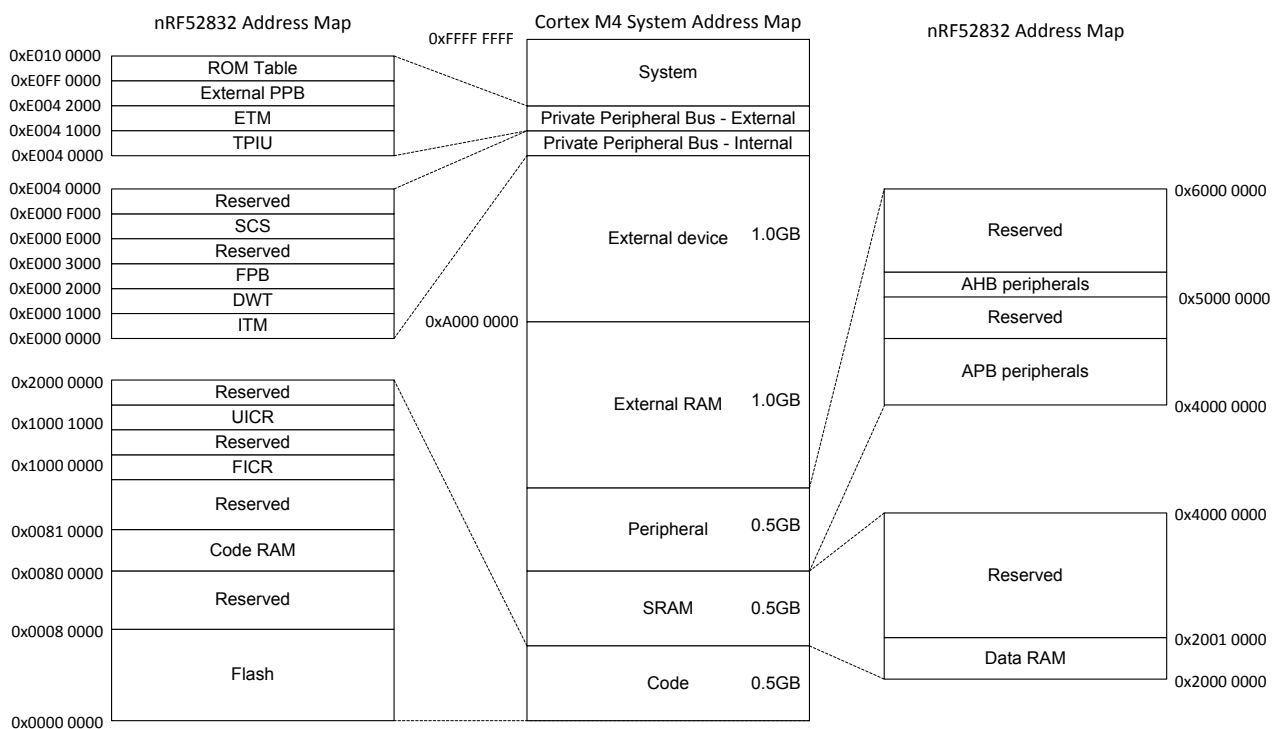 nRF52832 Address Map
0xE010 0000
ROM Table
0xE0FF 0000
External PPB
0xE004 2000
ETM
0xE004 1000
TPIU
0xE004 0000
0xE004 0000
Reserved
0xE000 F000
SCS
0xE000 E000
Reserved
0xE000 3000
FPB
0xE000 2000
DWT
0xE000 1000
ITM
0xE000 0000
0x2000 0000
Reserved
UICR
0x1000 1000
Reserved
0x1000 0000
FICR
Reserved
0x0081 0000
Code RAM
0x0080 0000
Reserved
0x0008 0000
Flash
0x0000 0000
Cortex M4 System Address Map
0xFFFF FFFF
System
Private Peripheral Bus - External
Private Peripheral Bus - Internal
External device 1.0GB
0xA000 0000
External RAM 1.0GB
Peripheral 0.5GB
SRAM 0.5GB
Code 0.5GB
nRF52832 Address Map
0x6000 0000
Reserved
AHB peripherals
0x5000 0000
Reserved
APB peripherals
0x4000 0000
0x4000 0000
Reserved
0x2001 0000
Data RAM
0x2000 0000